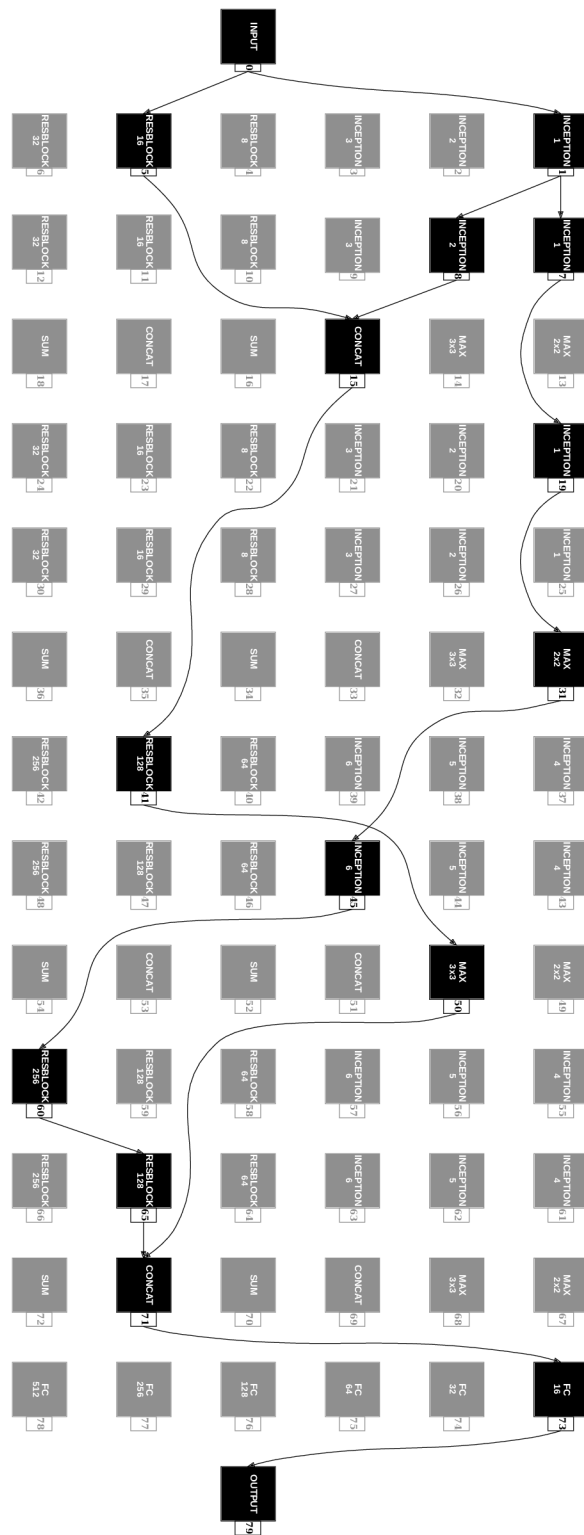 INPUT
0
INCEPTION
1
1
INCEPTION
2
2
INCEPTION
3
3
RESBLOCK
8
4
RESBLOCK
16
5
RESBLOCK
32
6
INCEPTION
1
7
INCEPTION
2
8
INCEPTION
3
9
RESBLOCK
8
10
RESBLOCK
16
11
RESBLOCK
32
12
MAX
2x2
13
MAX
3x3
14
CONCAT
15
SUM
16
CONCAT
17
SUM
18
INCEPTION
1
19
INCEPTION
2
20
INCEPTION
3
21
RESBLOCK
8
22
RESBLOCK
16
23
RESBLOCK
32
24
INCEPTION
1
25
INCEPTION
2
26
INCEPTION
3
27
RESBLOCK
8
28
RESBLOCK
16
29
RESBLOCK
32
30
MAX
2x2
31
MAX
3x3
32
CONCAT
33
SUM
34
CONCAT
35
SUM
36
INCEPTION
4
37
INCEPTION
5
38
INCEPTION
6
39
RESBLOCK
64
40
RESBLOCK
128
41
RESBLOCK
256
42
INCEPTION
4
43
INCEPTION
5
44
INCEPTION
6
45
RESBLOCK
64
46
RESBLOCK
128
47
RESBLOCK
256
48
MAX
2x2
49
MAX
3x3
50
CONCAT
51
SUM
52
CONCAT
53
SUM
54
INCEPTION
4
55
INCEPTION
5
56
INCEPTION
6
57
RESBLOCK
64
58
RESBLOCK
128
59
RESBLOCK
256
60
INCEPTION
4
61
INCEPTION
5
62
INCEPTION
6
63
RESBLOCK
64
64
RESBLOCK
128
65
RESBLOCK
256
66
MAX
2x2
67
MAX
3x3
68
CONCAT
69
SUM
70
CONCAT
71
SUM
72
FC
16
73
FC
32
74
FC
64
75
FC
128
76
FC
256
77
FC
512
78
OUTPUT
79